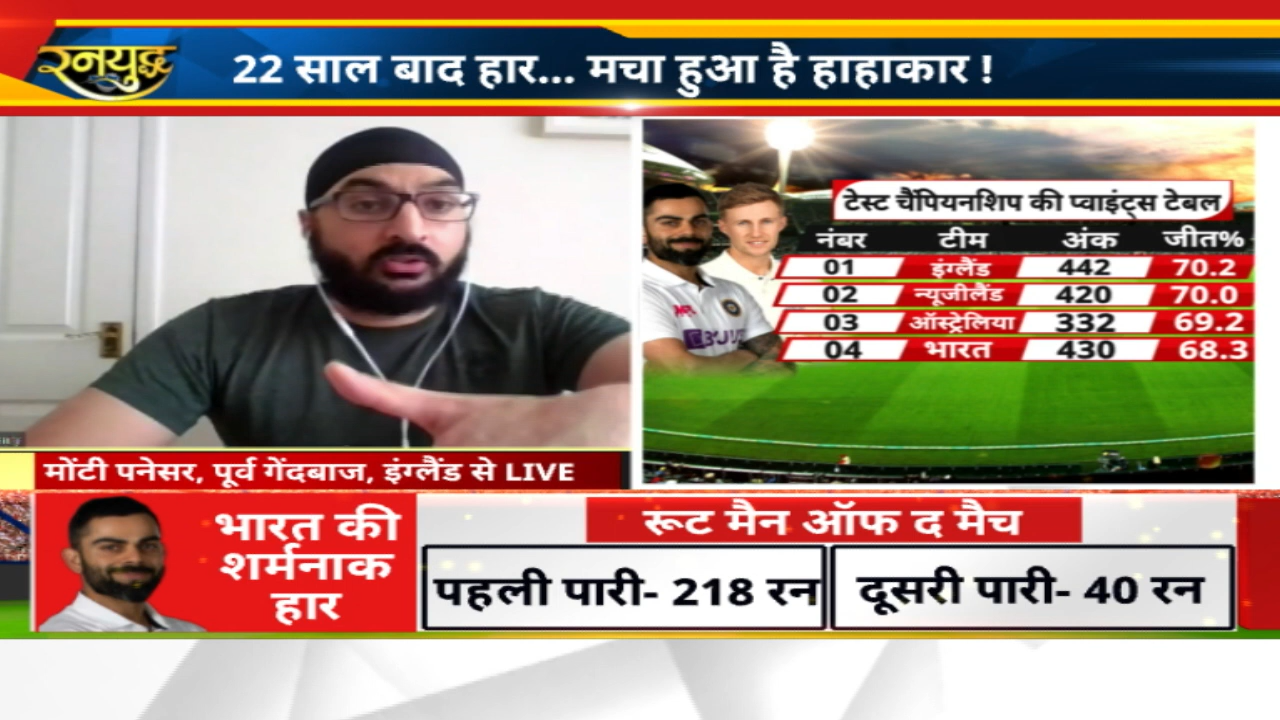 रनयुद्ध
22 साल बाद हार... मचा हुआ है हाहाकार !
टेस्ट चैंपियनशिप की प्वाइंट्स टेबल
नंबर टीम अंक जीत%
01 इंग्लैंड 442 70.2
02 न्यूजीलैंड 420 70.0
03 ऑस्ट्रेलिया 332 69.2
04 भारत 430 68.3
MPL
मोंटी पनेसर, पूर्व गेंदबाज, इंग्लैंड से LIVE
भारत की
शर्मनाक
हार
रूट मैन ऑफ द मैच
पहली पारी- 218 रन
दूसरी पारी- 40 रन